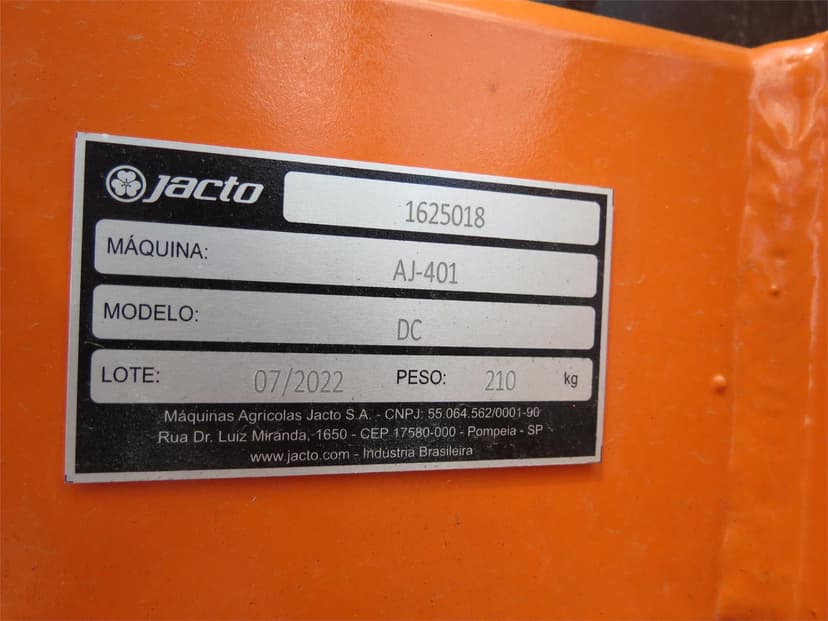 Jacto 1625018
MÁQUINA: AJ-401
MODELO: DC
LOTE: 07/2022 PESO: 210 kg
Máquinas Agrícolas Jacto S.A. - CNPJ: 55.064.562/0001-90
Rua Dr. Luiz Miranda, 1650 - CEP 17580-000 - Pompeia - SP
www.jacto.com - Indústria Brasileira